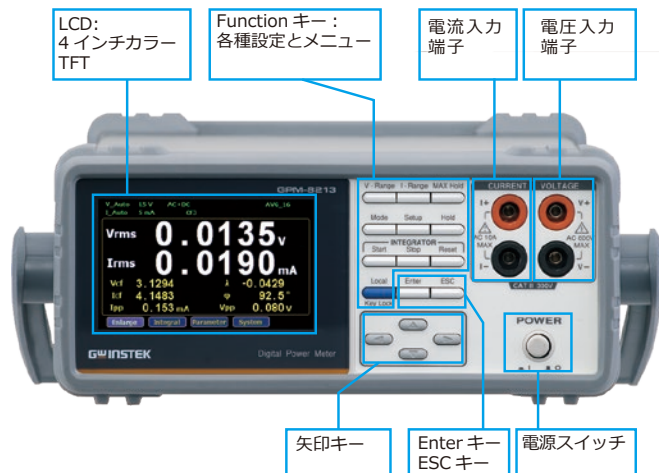 LCD:
4 インチカラー
TFT
Function キー：
各種設定とメニュー
電流入力
端子
電圧入力
端子
GPM-8213
V_Auto 15 V AC+DC AVG_16
I_Auto 5 mA CF3
Vrms 0.0135 V
Irms 0.0190 mA
Vcf 3.1294 λ -0.0429
Icf 4.1483 φ 92.5°
Ipp 0.153 mA Vpp 0.080 V
Enlarge Integral Parameter System
GWINSTEK Digital Power Meter
V - Range I - Range MAX Hold
Mode Setup Hold
INTEGRATOR
Start Stop Reset
Local Enter ESC
Key Lock
CURRENT VOLTAGE
I+ V+
AC 10A MAX AC 600V MAX
I− V−
CAT II 300V
POWER
矢印キー
Enter キー
ESC キー
電源スイッチ